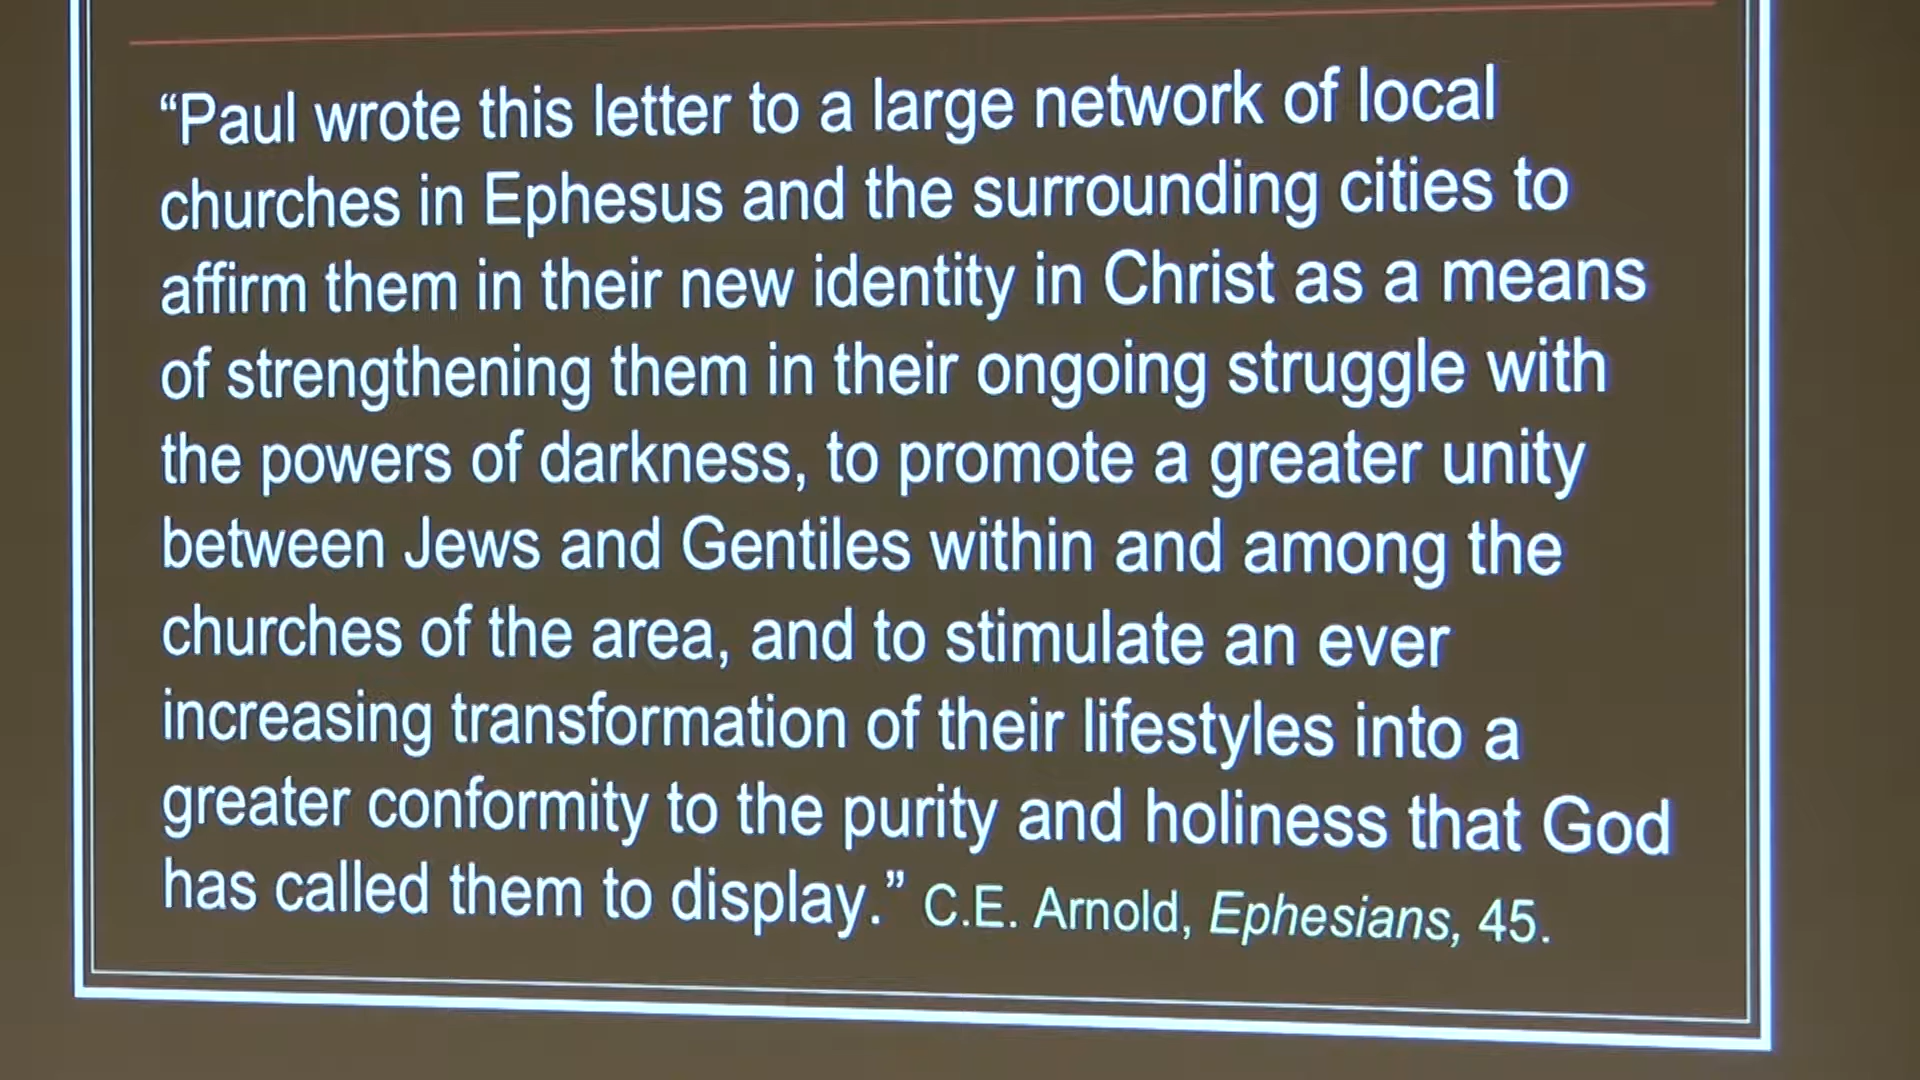 “Paul wrote this letter to a large network of local
churches in Ephesus and the surrounding cities to
affirm them in their new identity in Christ as a means
of strengthening them in their ongoing struggle with
the powers of darkness, to promote a greater unity
between Jews and Gentiles within and among the
churches of the area, and to stimulate an ever
increasing transformation of their lifestyles into a
greater conformity to the purity and holiness that God
has called them to display.” C.E. Arnold, Ephesians, 45.